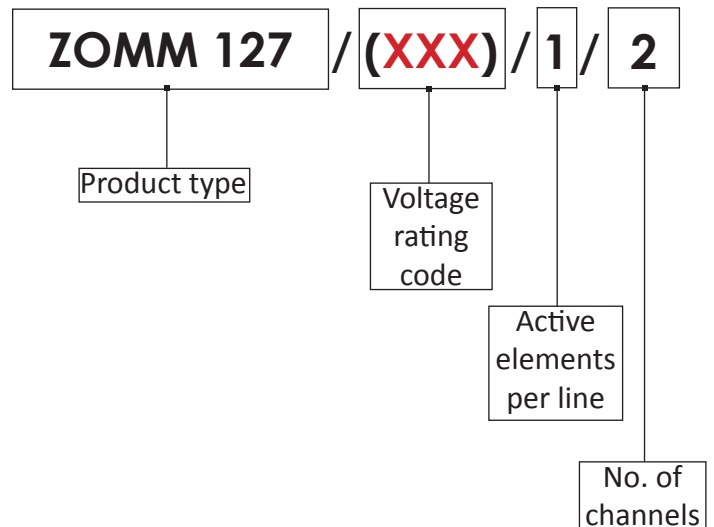 ZOMM 127 / (XXX) / 1 / 2
Product type
Voltage
rating
code
Active
elements
per line
No. of
channels